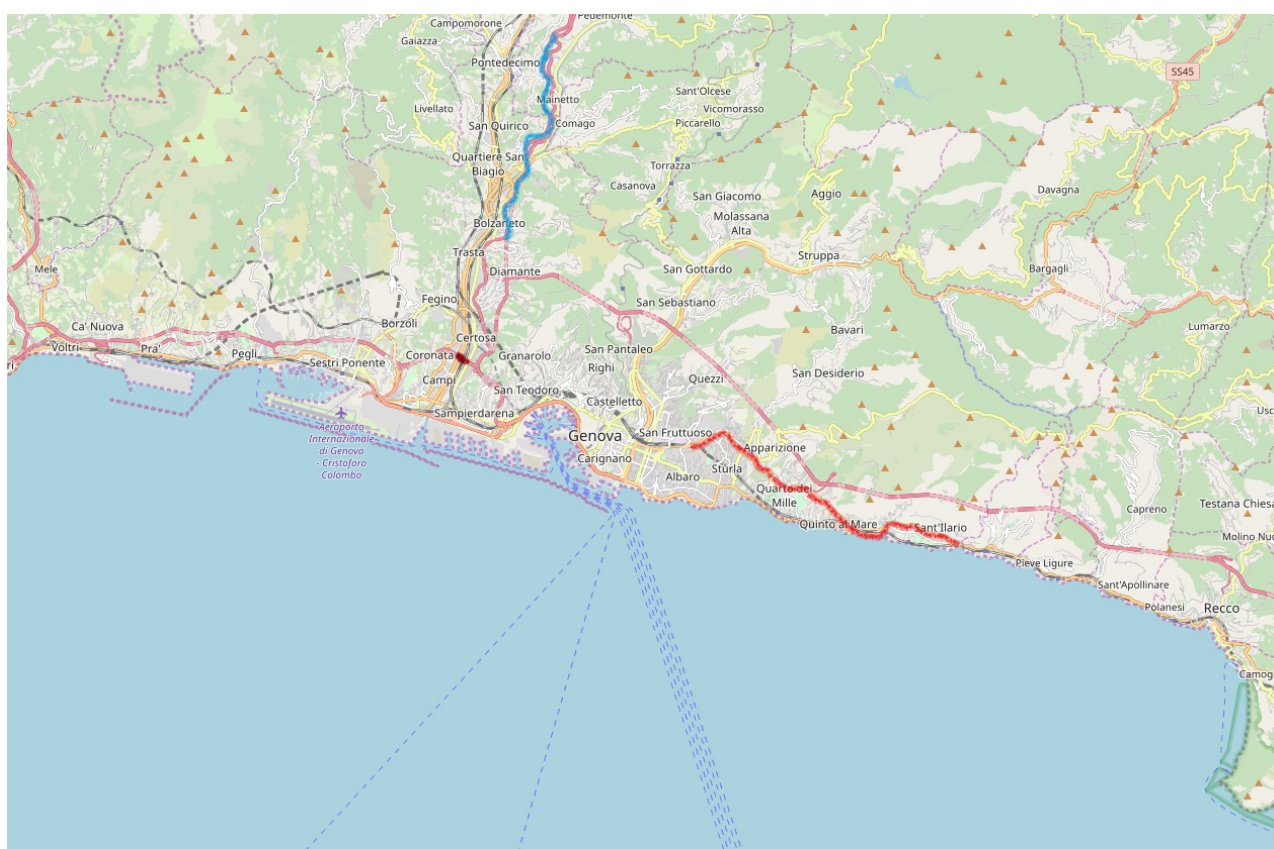 Campomorone
Pedemonte
Gaiazza
Pontedecimo
SS45
Sant'Olcese
Mainetto
Livellato
Vicomorasso
San Quirico
Comago
Piccarello
Quartiere San
Biagio
Torrazza
Casanova
San Giacomo
Aggio
Davagna
Molassana
Alta
Bolzaneto
Trasta
Struppa
Mele
Diamante
San Gottardo
Bargagli
Fegino
San Sebastiano
Ca' Nuova
Borzoli
Bavari
Lumarzo
Voltri
Pra'
Pegli
Certosa
Sestri Ponente
Coronata
Granarolo
San Pantaleo
Righi
San Desiderio
Campi
San Teodoro
Quezzi
Castelletto
Sampierdarena
Usc
Aeroporto
Internazionale
di Genova
- Cristoforo
Colombo
Genova
San Fruttuoso
Carignano
Apparizione
Sturla
Albaro
Quarto dei
Mille
Capreno
Testana Chiesa
Quinto al Mare
Sant'Ilario
Molino Nuo
Pieve Ligure
Sant'Apollinare
Polanesi
Recco
Camog